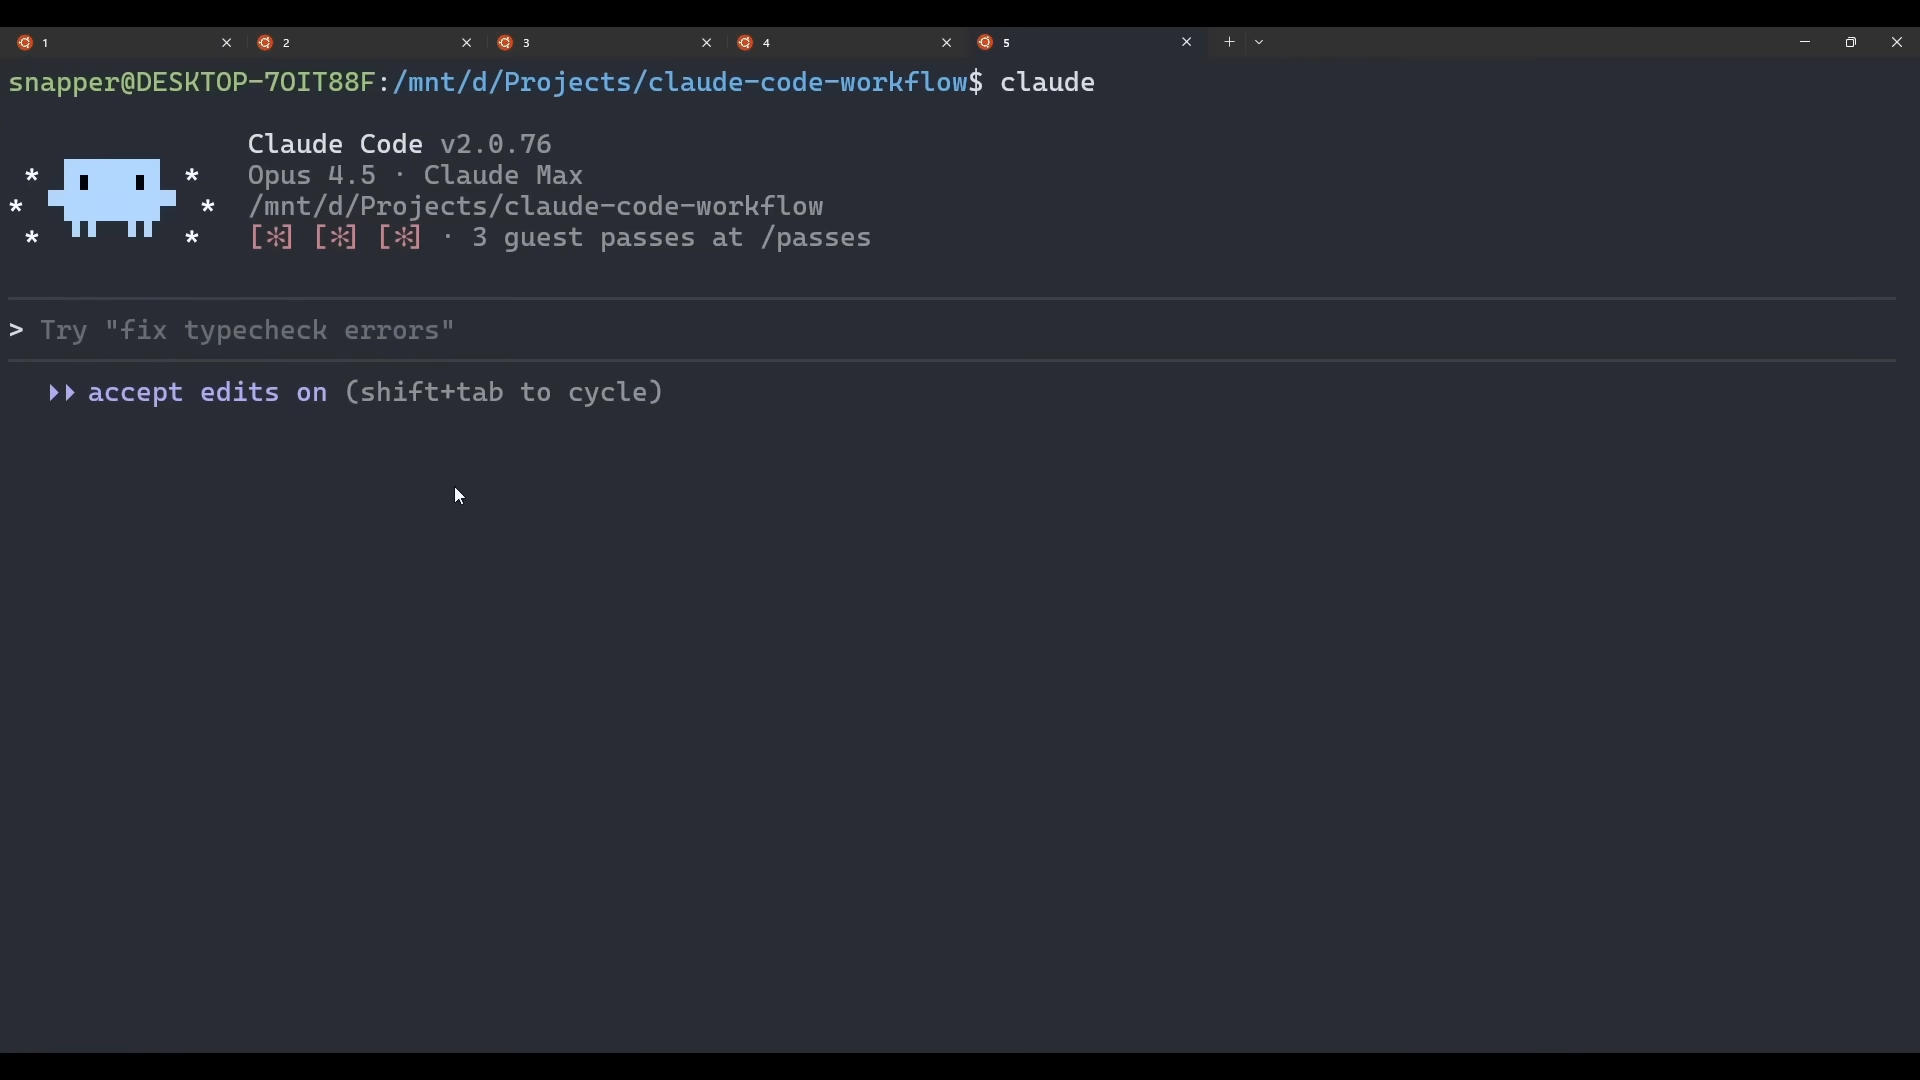 1 2 3 4 5
snapper@DESKTOP-7OIT88F:/mnt/d/Projects/claude-code-workflow$ claude
Claude Code v2.0.76
* * Opus 4.5 · Claude Max
* * /mnt/d/Projects/claude-code-workflow
* * [✻] [✻] [✻] · 3 guest passes at /passes
> Try "fix typecheck errors"
⏵⏵ accept edits on (shift+tab to cycle)